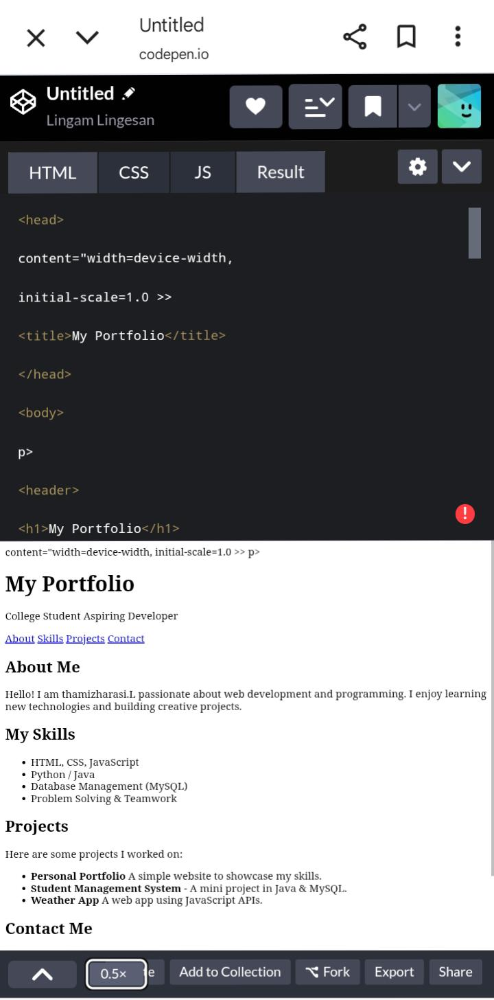 Untitled
codepen.io
Untitled
Lingam Lingesan
HTML CSS JS Result
<head>
content="width=device-width,
initial-scale=1.0 >>
<title>My Portfolio</title>
</head>
<body>
p>
<header>
<h1>My Portfolio</h1>
content="width=device-width, initial-scale=1.0 >> p>
My Portfolio
College Student Aspiring Developer
About Skills Projects Contact
About Me
Hello! I am thamizharasi.L passionate about web development and programming. I enjoy learning
new technologies and building creative projects.
My Skills
• HTML, CSS, JavaScript
• Python / Java
• Database Management (MySQL)
• Problem Solving & Teamwork
Projects
Here are some projects I worked on:
• Personal Portfolio A simple website to showcase my skills.
• Student Management System - A mini project in Java & MySQL.
• Weather App A web app using JavaScript APIs.
Contact Me
0.5× Add to Collection Fork Export Share